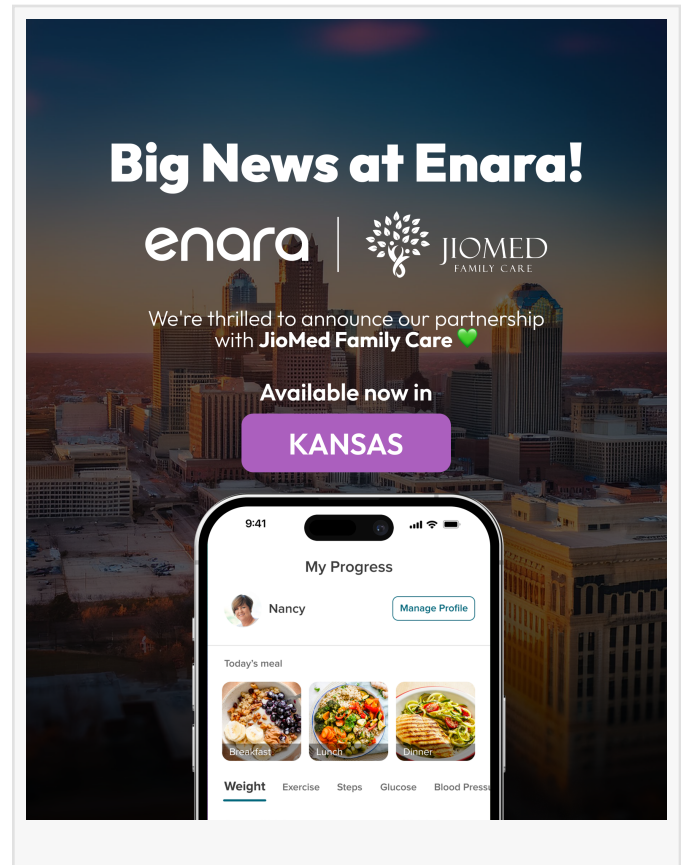 Big News at Enara!
enara
JIOMED
FAMILY CARE
We're thrilled to announce our partnership
with JioMed Family Care 💚
Available now in
KANSAS
9:41
My Progress
Nancy
Manage Profile
Today's meal
Breakfast
Lunch
Dinner
Weight
Exercise
Steps
Glucose
Blood Pressu